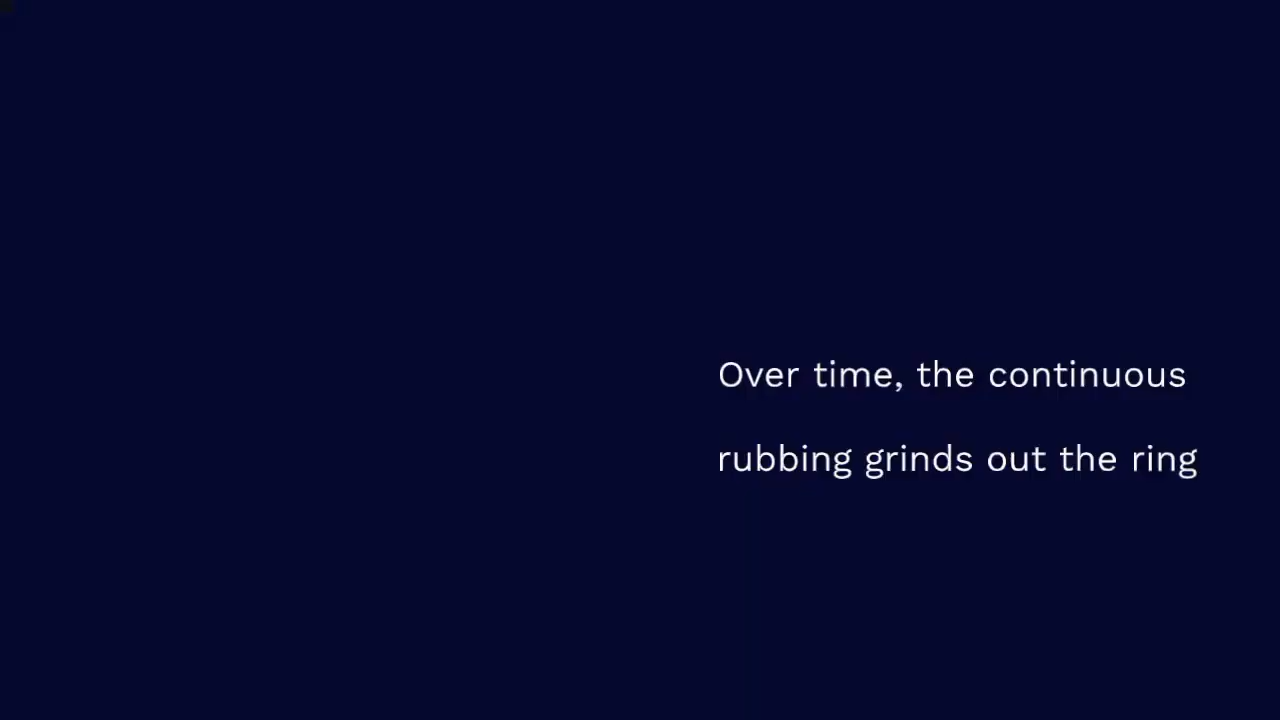 Over time, the continuous
rubbing grinds out the ring